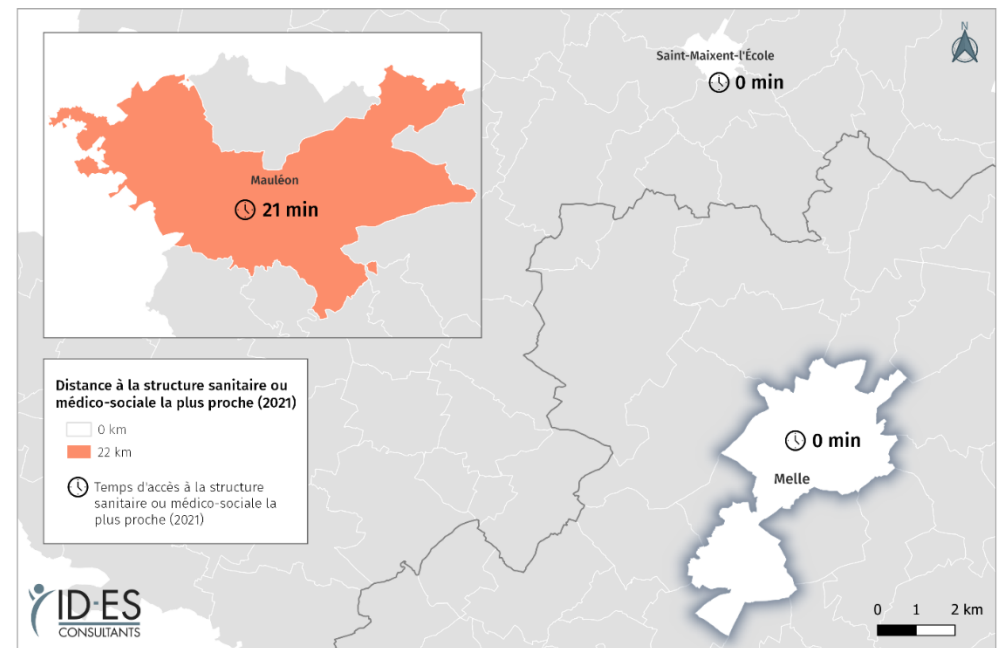 N
Saint-Maixent-l'École
0 min
Mauléon
21 min
Distance à la structure sanitaire ou
médico-sociale la plus proche (2021)
0 km
22 km
Temps d'accès à la structure
sanitaire ou médico-sociale la
plus proche (2021)
0 min
Melle
ID-ES
CONSULTANTS
0 1 2 km